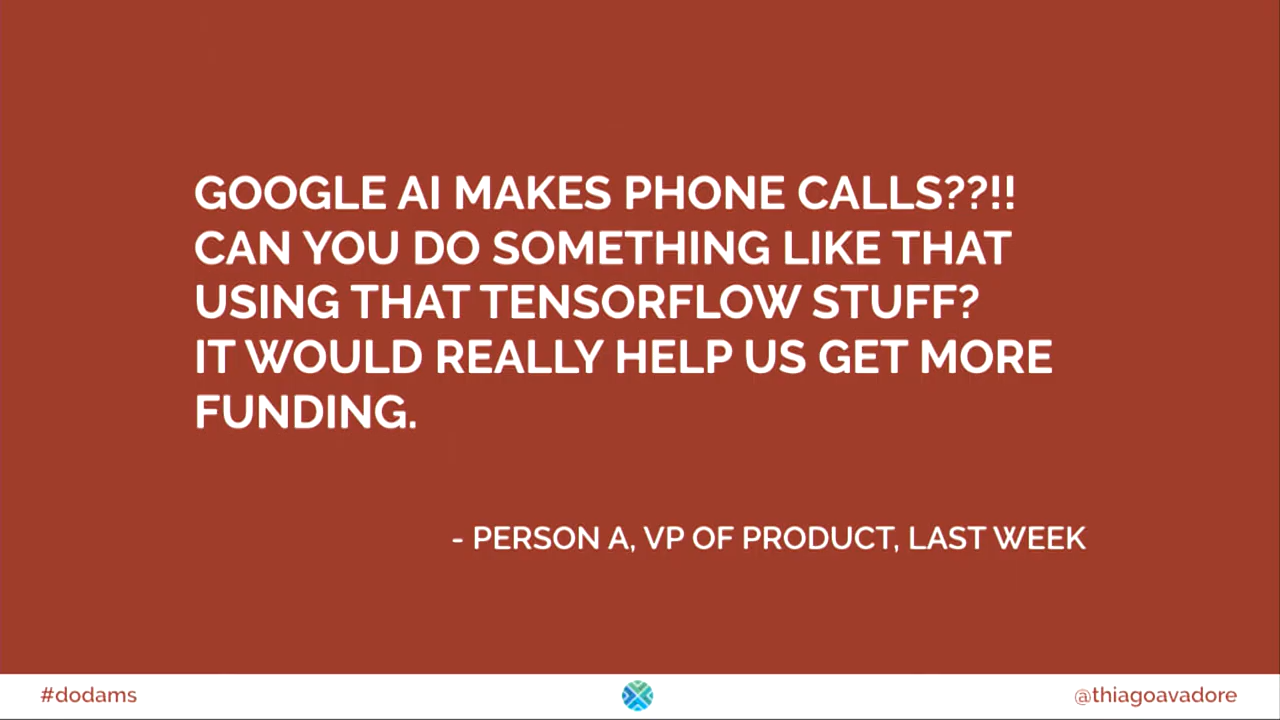 GOOGLE AI MAKES PHONE CALLS??!!
CAN YOU DO SOMETHING LIKE THAT
USING THAT TENSORFLOW STUFF?
IT WOULD REALLY HELP US GET MORE
FUNDING.
- PERSON A, VP OF PRODUCT, LAST WEEK
#dodams
@thiagoavadore